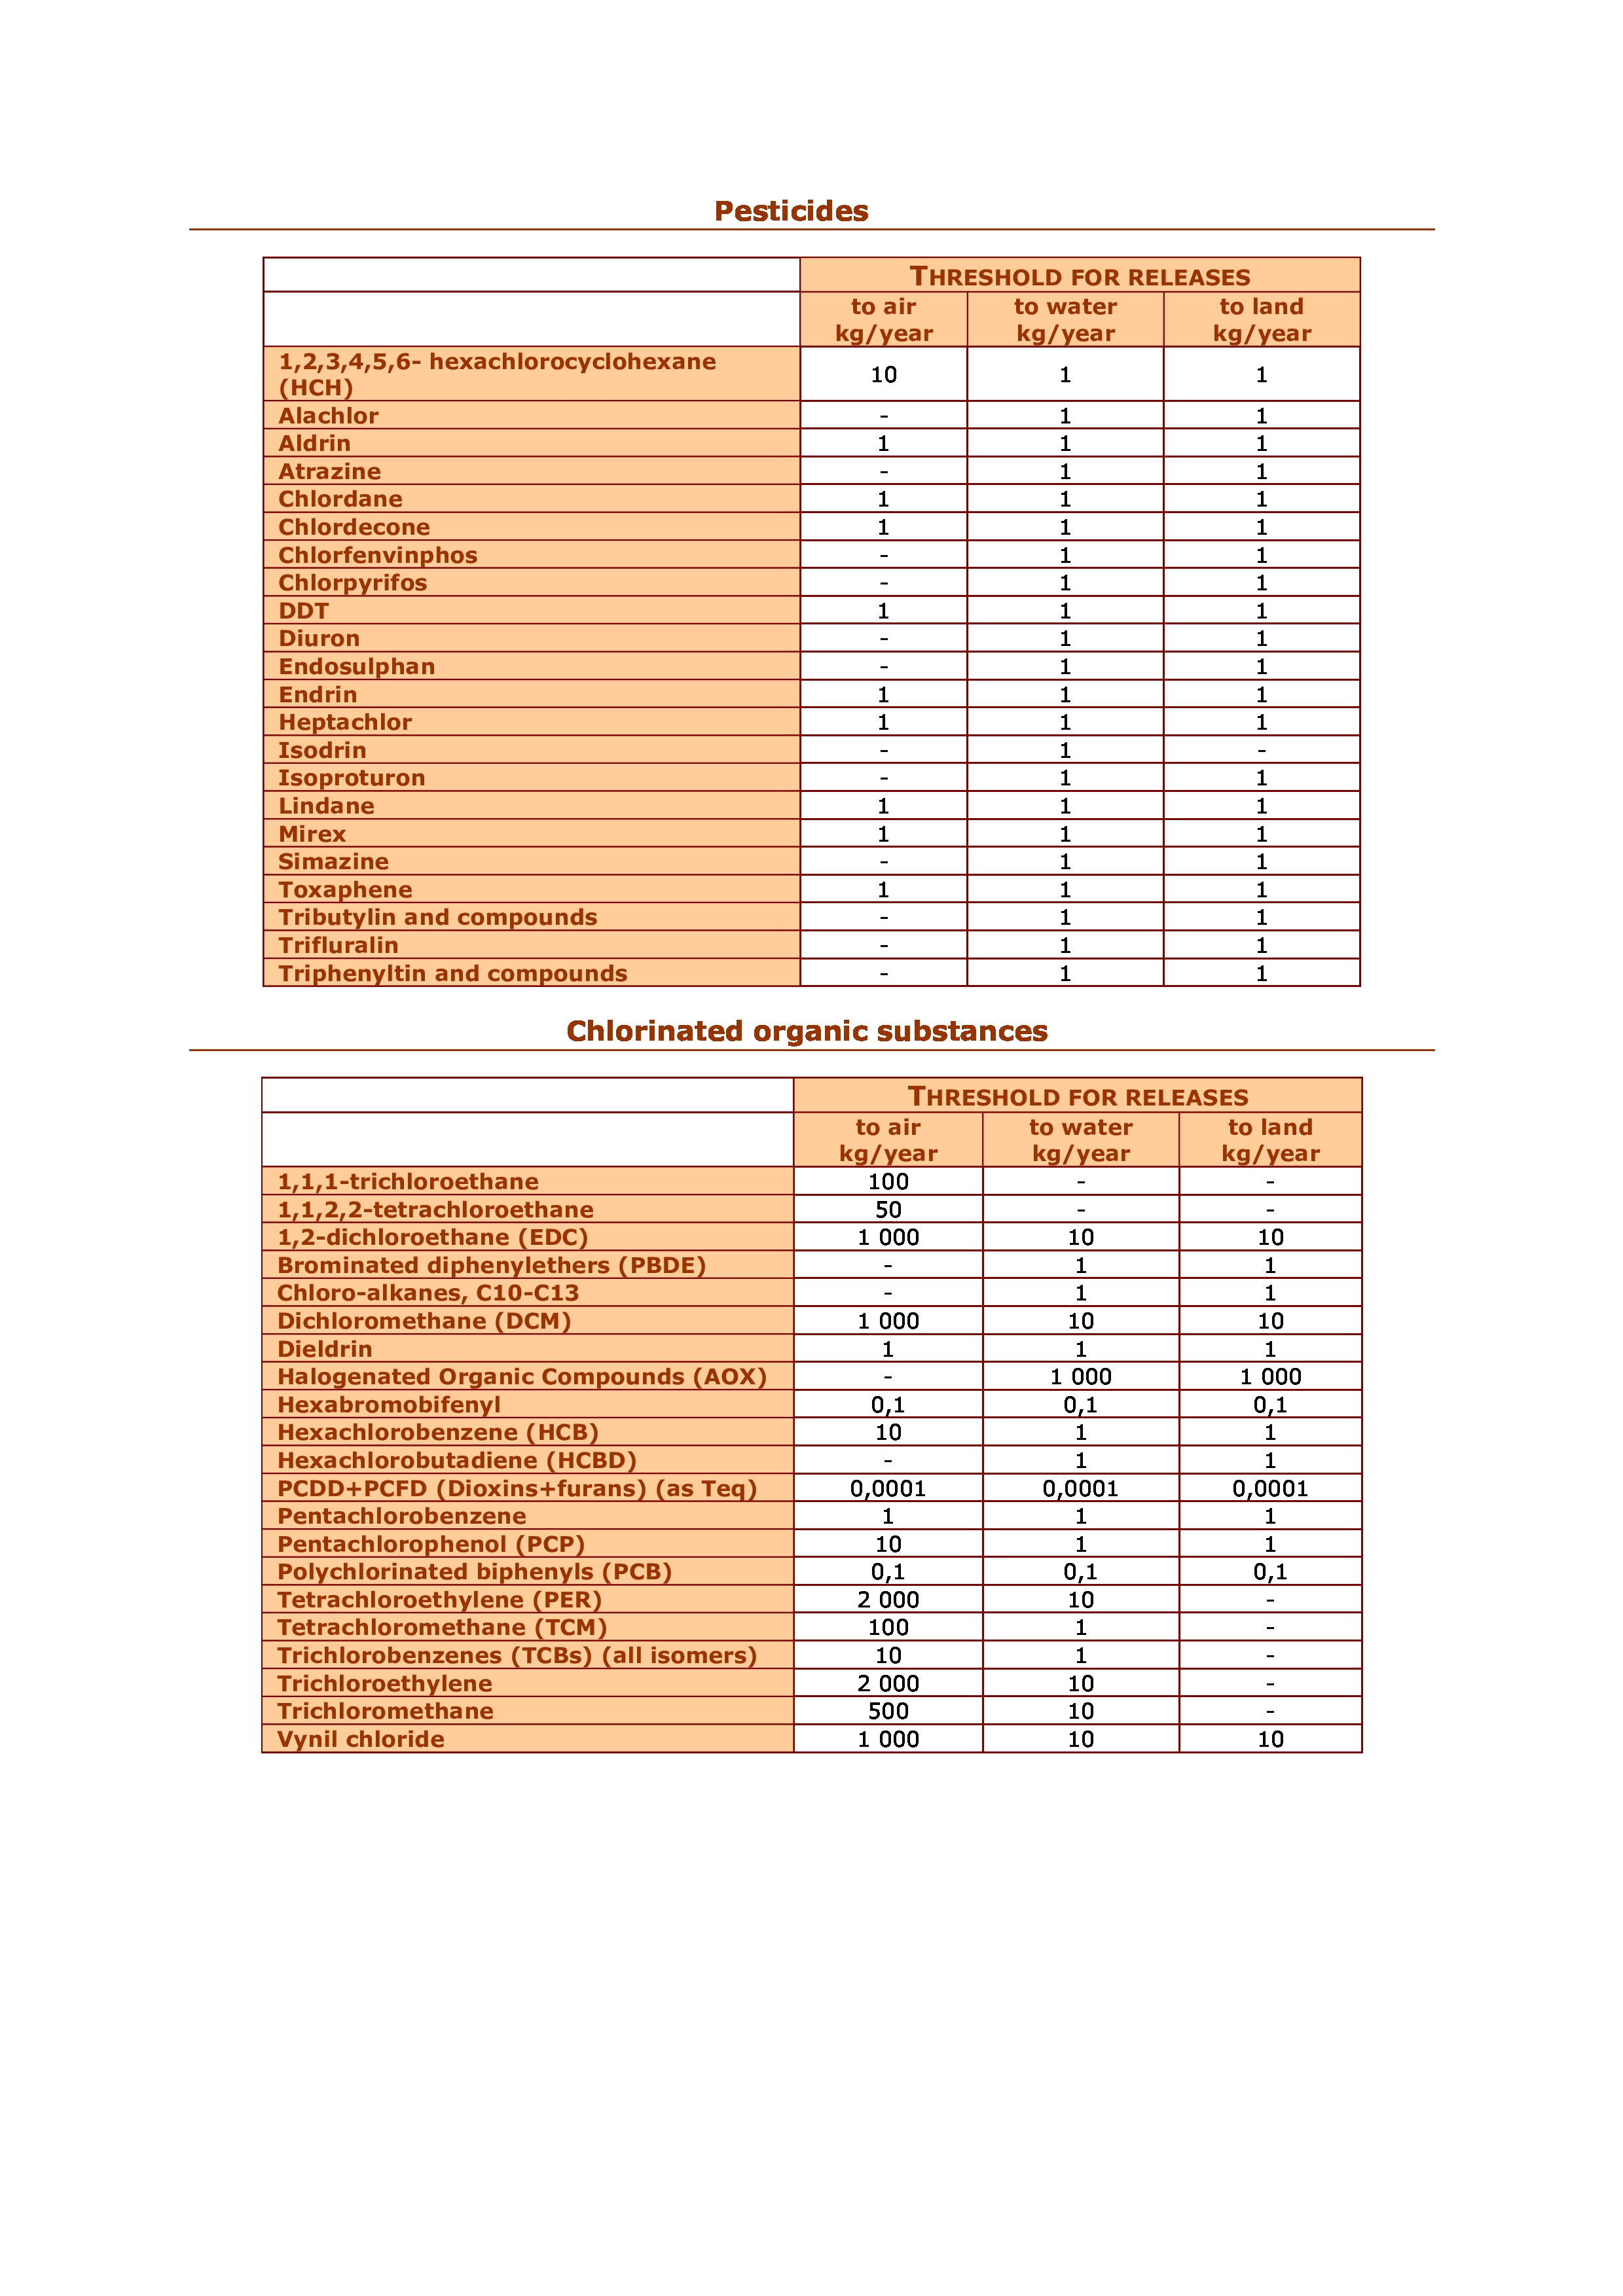 Pesticides
THRESHOLD FOR RELEASES
to air to water to land
kg/year kg/year kg/year
1,2,3,4,5,6- hexachlorocyclohexane
(HCH) 10 1 1
Alachlor - 1 1
Aldrin 1 1 1
Atrazine - 1 1
Chlordane 1 1 1
Chlordecone 1 1 1
Chlorfenvinphos - 1 1
Chlorpyrifos - 1 1
DDT 1 1 1
Diuron - 1 1
Endosulphan - 1 1
Endrin 1 1 1
Heptachlor 1 1 1
Isodrin - 1 -
Isoproturon - 1 1
Lindane 1 1 1
Mirex 1 1 1
Simazine - 1 1
Toxaphene 1 1 1
Tributylin and compounds - 1 1
Trifluralin - 1 1
Triphenyltin and compounds - 1 1
Chlorinated organic substances
THRESHOLD FOR RELEASES
to air to water to land
kg/year kg/year kg/year
1,1,1-trichloroethane 100 - -
1,1,2,2-tetrachloroethane 50 - -
1,2-dichloroethane (EDC) 1 000 10 10
Brominated diphenylethers (PBDE) - 1 1
Chloro-alkanes, C10-C13 - 1 1
Dichloromethane (DCM) 1 000 10 10
Dieldrin 1 1 1
Halogenated Organic Compounds (AOX) - 1 000 1 000
Hexabromobifenyl 0,1 0,1 0,1
Hexachlorobenzene (HCB) 10 1 1
Hexachlorobutadiene (HCBD) - 1 1
PCDD+PCFD (Dioxins+furans) (as Teq) 0,0001 0,0001 0,0001
Pentachlorobenzene 1 1 1
Pentachlorophenol (PCP) 10 1 1
Polychlorinated biphenyls (PCB) 0,1 0,1 0,1
Tetrachloroethylene (PER) 2 000 10 -
Tetrachloromethane (TCM) 100 1 -
Trichlorobenzenes (TCBs) (all isomers) 10 1 -
Trichloroethylene 2 000 10 -
Trichloromethane 500 10 -
Vynil chloride 1 000 10 10